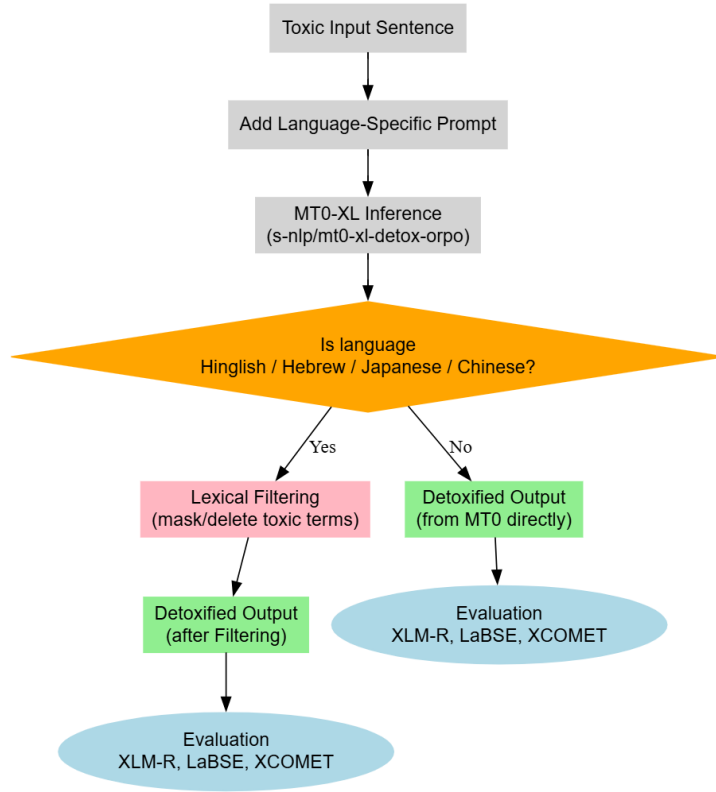 Toxic Input Sentence
Add Language-Specific Prompt
MT0-XL Inference
(s-nlp/mt0-xl-detox-orpo)
Is language
Hinglish / Hebrew / Japanese / Chinese?
Yes
No
Lexical Filtering
(mask/delete toxic terms)
Detoxified Output
(from MT0 directly)
Detoxified Output
(after Filtering)
Evaluation
XLM-R, LaBSE, XCOMET
Evaluation
XLM-R, LaBSE, XCOMET